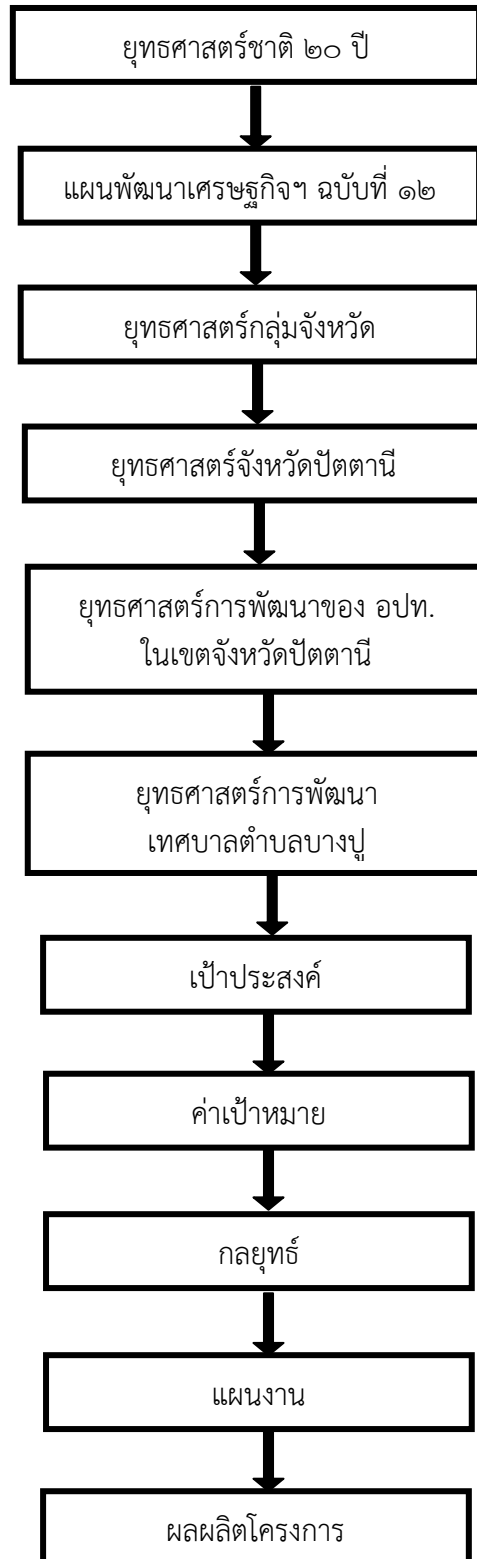 ยุทธศาสตร์ชาติ ๒๐ ปี
แผนพัฒนาเศรษฐกิจฯ ฉบับที่ ๑๒
ยุทธศาสตร์กลุ่มจังหวัด
ยุทธศาสตร์จังหวัดปัตตานี
ยุทธศาสตร์การพัฒนาของ อปท.
ในเขตจังหวัดปัตตานี
ยุทธศาสตร์การพัฒนา
เทศบาลตำบลบางปู
เป้าประสงค์
ค่าเป้าหมาย
กลยุทธ์
แผนงาน
ผลผลิตโครงการ